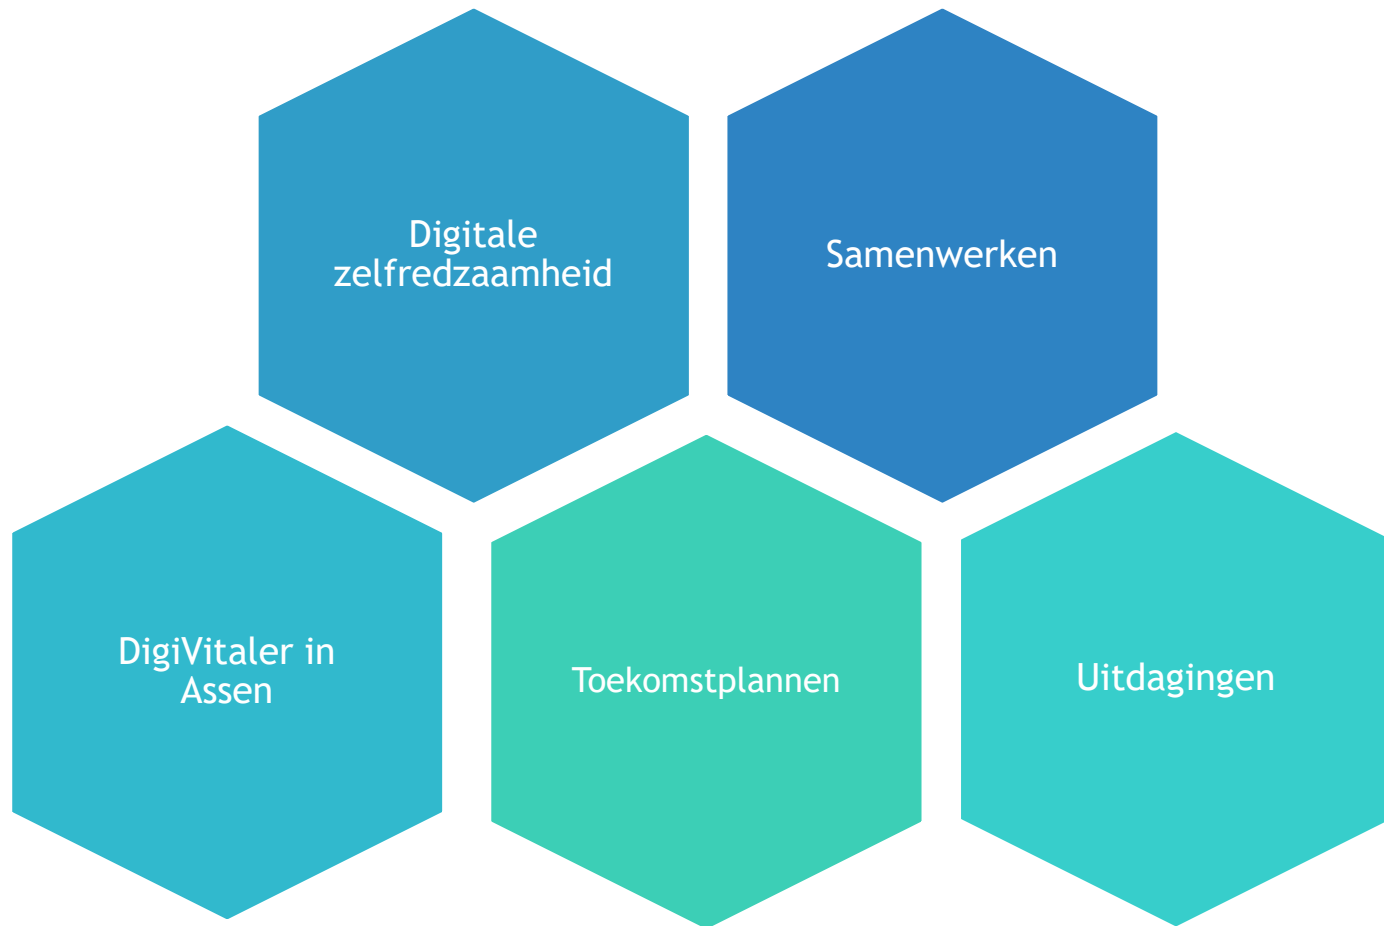 Digitale
zelfredzaamheid
Samenwerken
DigiVitaler in
Assen
Toekomstplannen
Uitdagingen